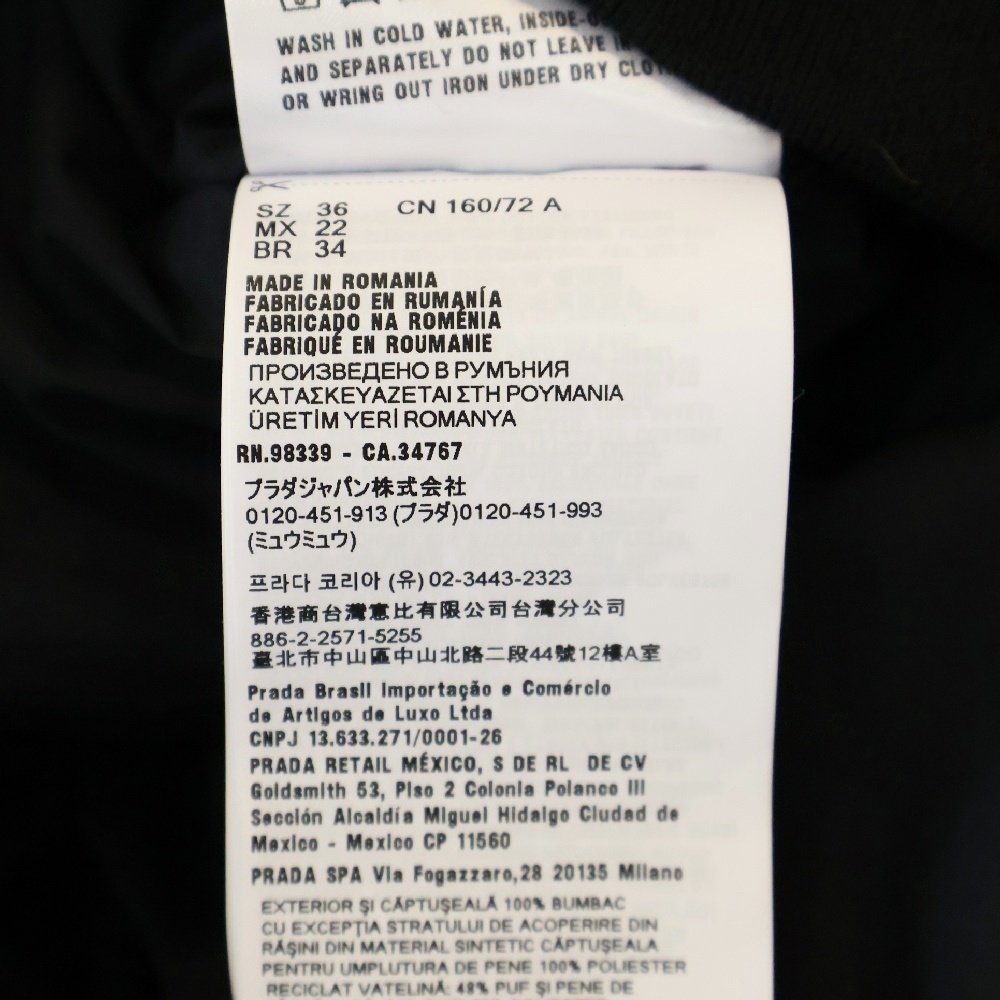 WASH IN COLD WATER, INSIDE-O
AND SEPARATELY DO NOT LEAVE
OR WRING OUT IRON UNDER DRY
SZ 36 CN 160/72 A
MX 22
BR 34
MADE IN ROMANIA
FABRICADO EN RUMANÍA
FABRICADO NA ROMÉNIA
FABRIQUÉ EN ROUMANIE
ПРОИЗВЕДЕНО В РУМЪНИЯ
ΚΑΤΑΣΚΕΥΑΖΕΤΑΙ ΣΤΗ ΡΟΥΜΑΝΙΑ
ÜRETİM YERİ ROMANYA
RN.98339 - CA.34767
プラダジャパン株式会社
0120-451-913 (プラダ)0120-451-993
(ミュウミュウ)
프라다 코리아 (유) 02-3443-2323
香港商台灣意比有限公司台灣分公司
886-2-2571-5255
臺北市中山區中山北路二段44號12樓A室
Prada Brasil Importação e Comércio
de Artigos de Luxo Ltda
CNPJ 13.633.271/0001-26
PRADA RETAIL MÉXICO, S DE RL DE CV
Goldsmith 53, Piso 2 Colonia Polanco III
Sección Alcaldía Miguel Hidalgo Ciudad de
Mexico - Mexico CP 11560
PRADA SPA Via Fogazzaro,28 20135 Milano
EXTERIOR ŞI CĂPTUŞEALĂ 100% BUMBAC
CU EXCEPŢIA STRATULUI DE ACOPERIRE DIN
RĂŞINI DIN MATERIAL SINTETIC CĂPTUŞEALA
PENTRU UMPLUTURA DE PENE 100% POLIESTER
RECICLAT VATELINĂ: 48% PUF ŞI PENE DE